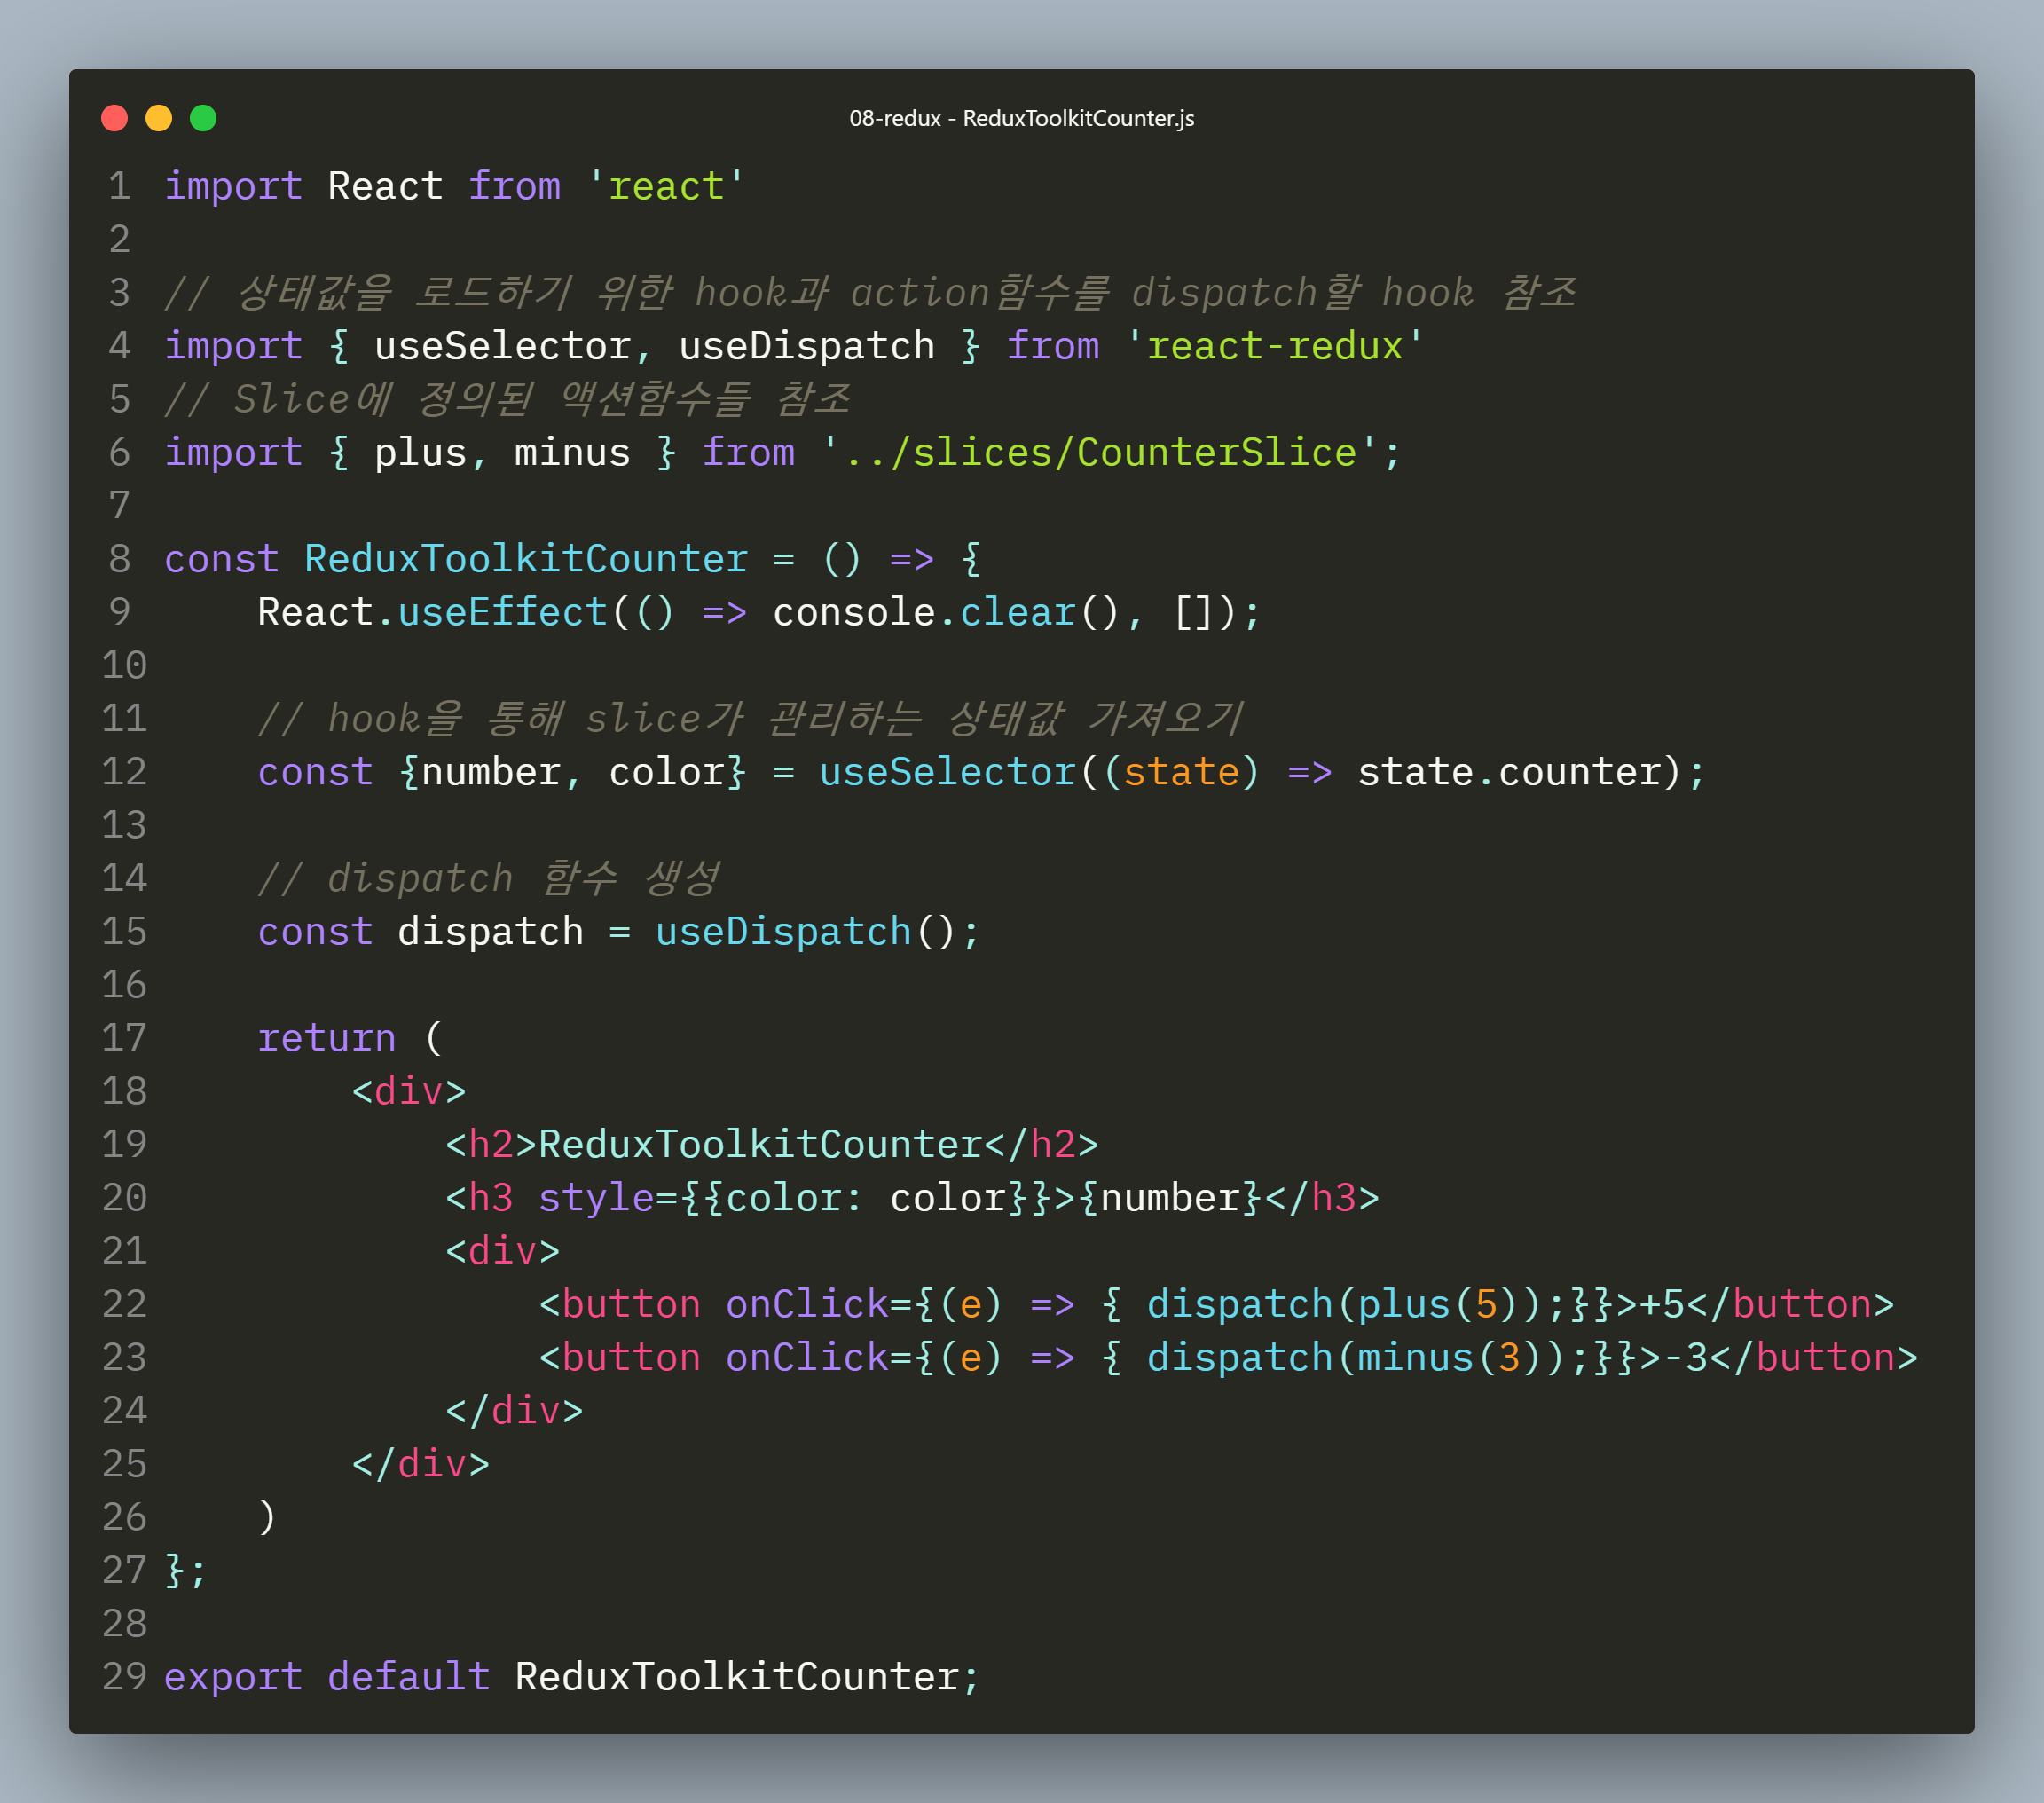 08-redux - ReduxToolkitCounter.js
1 import React from 'react'
2
3 // 상태값을 로드하기 위한 hook과 action함수를 dispatch할 hook 참조
4 import { useSelector, useDispatch } from 'react-redux'
5 // Slice에 정의된 액션함수들 참조
6 import { plus, minus } from '../slices/CounterSlice';
7
8 const ReduxToolkitCounter = () => {
9     React.useEffect(() => console.clear(), []);
10
11     // hook을 통해 slice가 관리하는 상태값 가져오기
12     const {number, color} = useSelector((state) => state.counter);
13
14     // dispatch 함수 생성
15     const dispatch = useDispatch();
16
17     return (
18         <div>
19             <h2>ReduxToolkitCounter</h2>
20             <h3 style={{color: color}}>{number}</h3>
21             <div>
22                 <button onClick={(e) => { dispatch(plus(5));}}>+5</button>
23                 <button onClick={(e) => { dispatch(minus(3));}}>-3</button>
24             </div>
25         </div>
26     )
27 };
28
29 export default ReduxToolkitCounter;